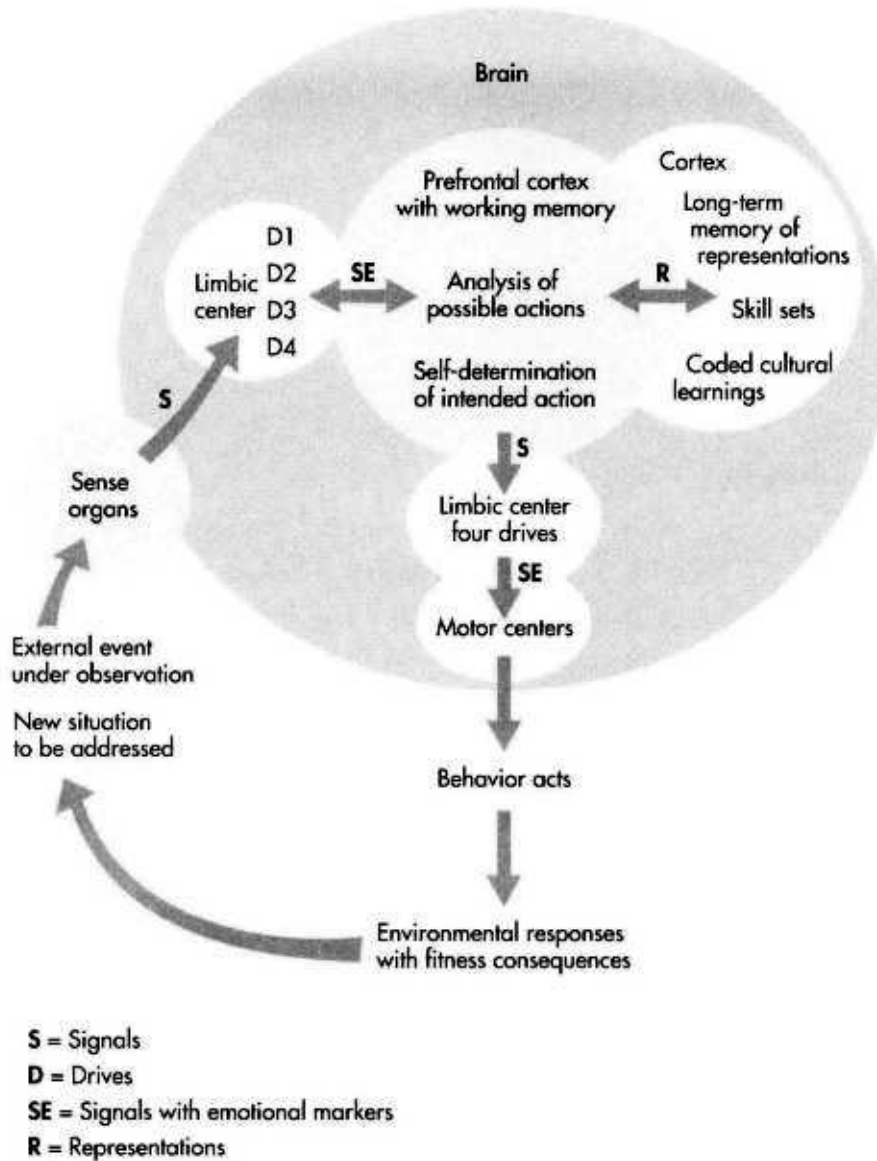 Brain
Cortex
Prefrontal cortex
with working memory
Long-term
memory of
representations
D1
D2
D3
D4
Limbic
center
SE
Analysis of
possible actions
R
Skill sets
Self-determination
of intended action
Coded cultural
learnings
S
Sense
organs
S
Limbic center
four drives
SE
Motor centers
External event
under observation
New situation
to be addressed
Behavior acts
Environmental responses
with fitness consequences
S = Signals
D = Drives
SE = Signals with emotional markers
R = Representations